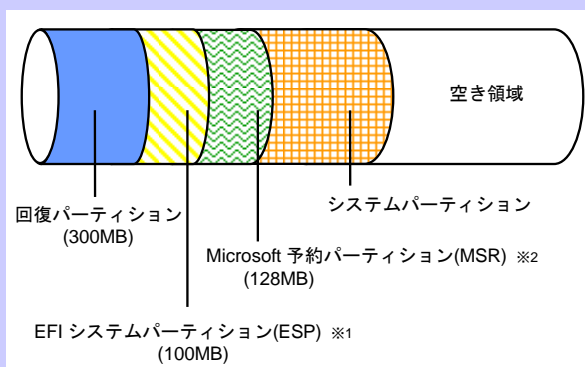 空き領域
回復パーティション
(300MB)
システムパーティション
Microsoft 予約パーティション(MSR) ※2
(128MB)
EFI システムパーティション(ESP) ※1
(100MB)